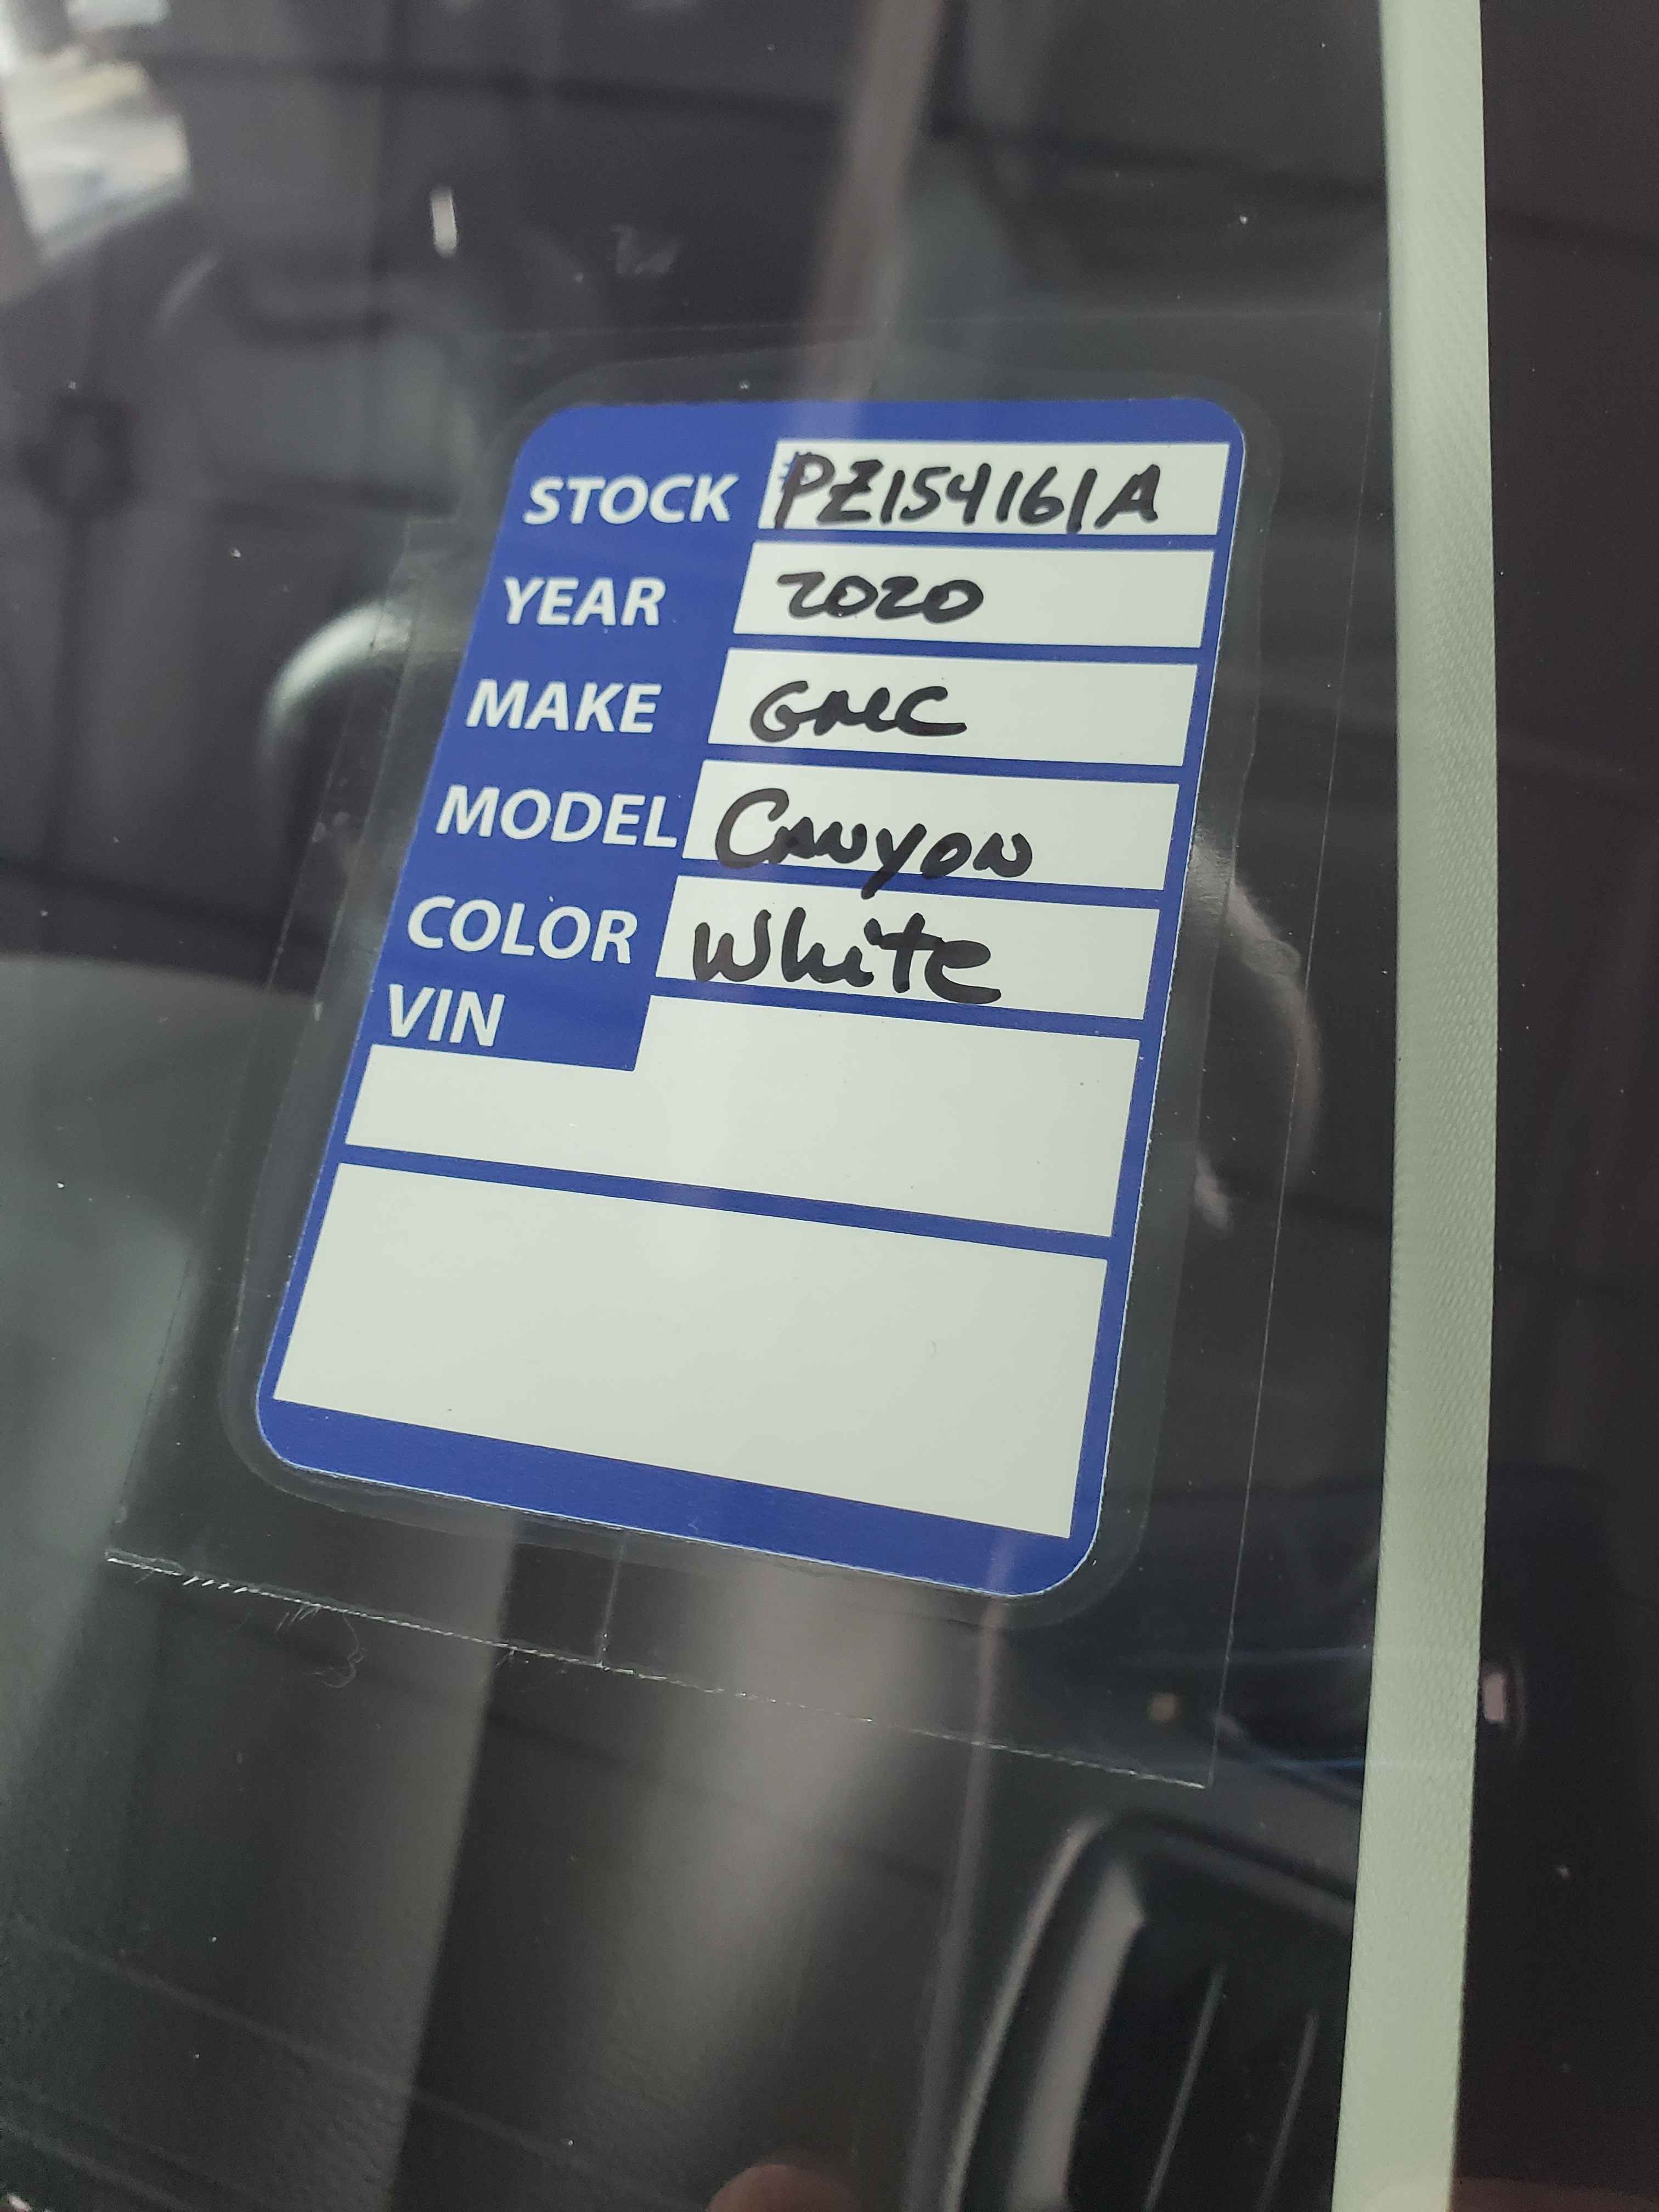 STOCK PZ154161A
YEAR 2020
MAKE GMC
MODEL CANYON
COLOR White
VIN